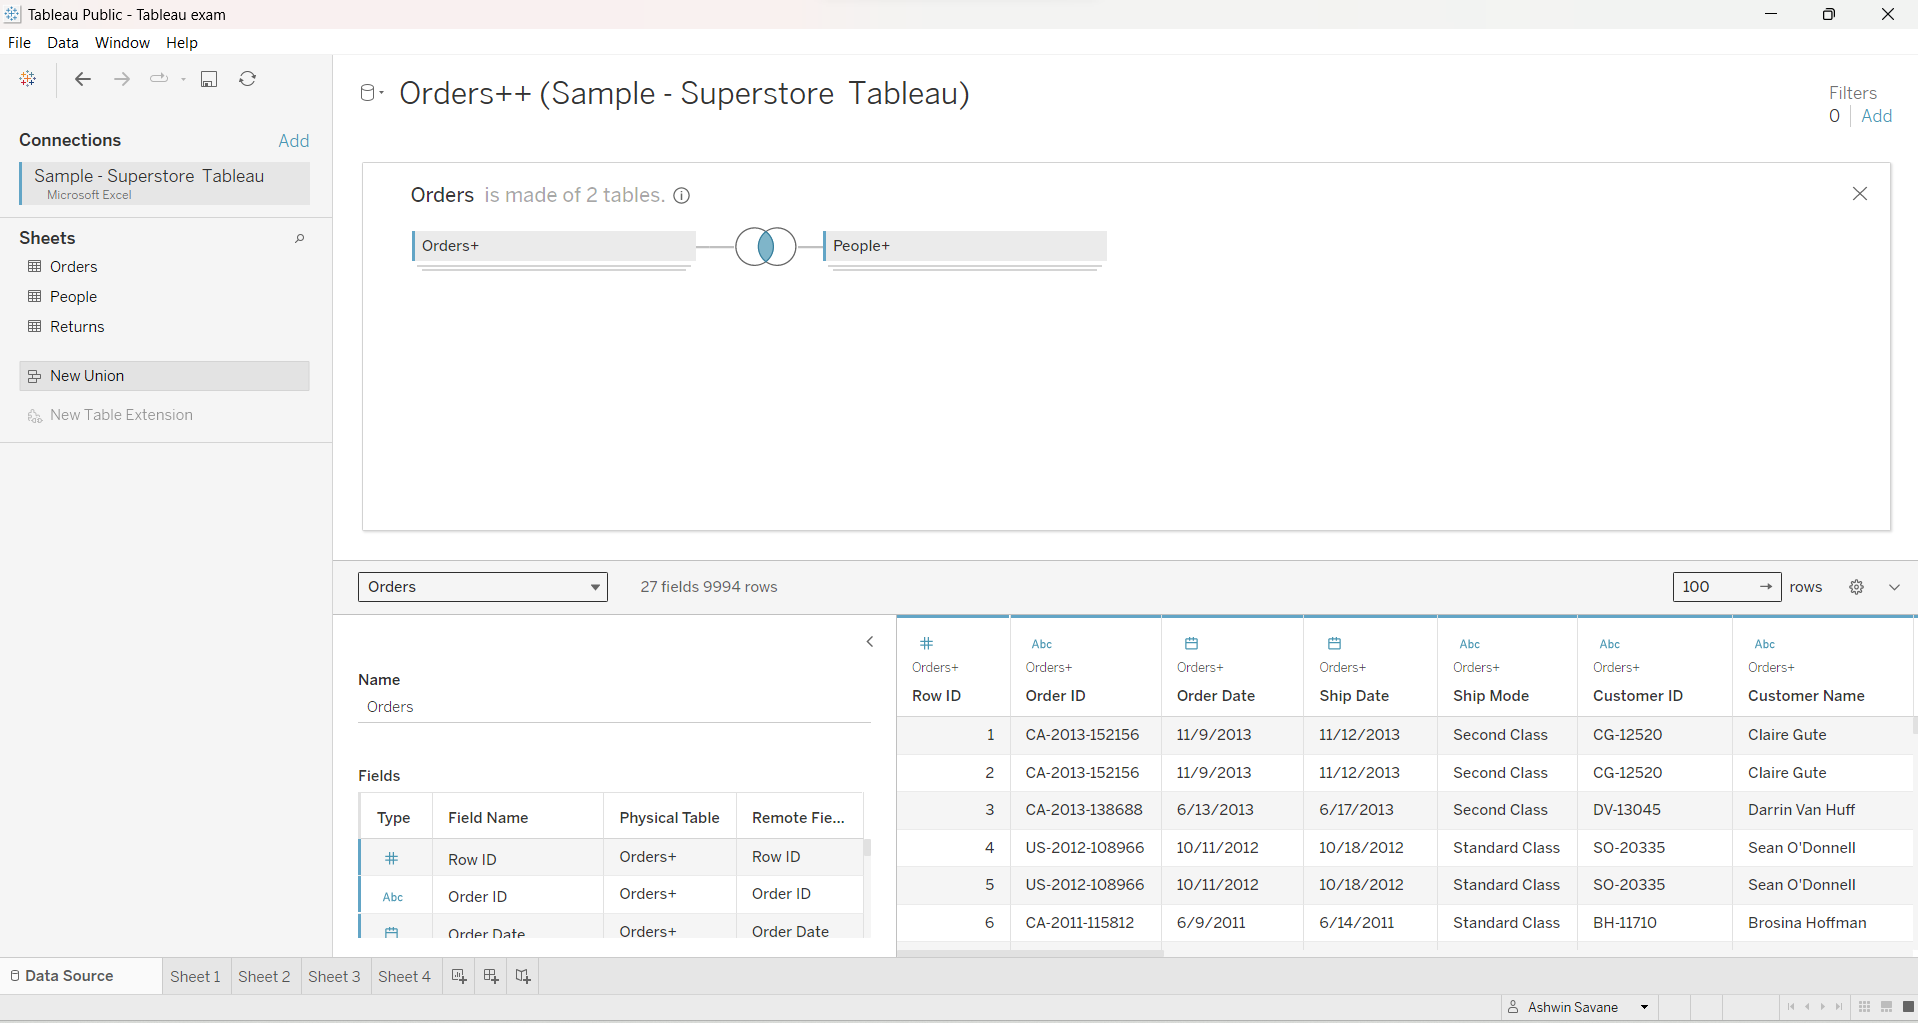 Tableau Public - Tableau exam
File Data Window Help
Connections Add
Sample - Superstore Tableau
Microsoft Excel
Sheets
Orders
People
Returns
New Union
New Table Extension
Orders++ (Sample - Superstore Tableau)
Filters
0 Add
Orders is made of 2 tables.
Orders+ People+
Orders 27 fields 9994 rows 100 rows
Name
Orders
Fields
Type Field Name Physical Table Remote Fie...
# Row ID Orders+ Row ID
Abc Order ID Orders+ Order ID
Order Date Orders+ Order Date
# Abc Abc Abc Abc
Orders+ Orders+ Orders+ Orders+ Orders+ Orders+ Orders+
Row ID Order ID Order Date Ship Date Ship Mode Customer ID Customer Name
1 CA-2013-152156 11/9/2013 11/12/2013 Second Class CG-12520 Claire Gute
2 CA-2013-152156 11/9/2013 11/12/2013 Second Class CG-12520 Claire Gute
3 CA-2013-138688 6/13/2013 6/17/2013 Second Class DV-13045 Darrin Van Huff
4 US-2012-108966 10/11/2012 10/18/2012 Standard Class SO-20335 Sean O'Donnell
5 US-2012-108966 10/11/2012 10/18/2012 Standard Class SO-20335 Sean O'Donnell
6 CA-2011-115812 6/9/2011 6/14/2011 Standard Class BH-11710 Brosina Hoffman
Data Source Sheet 1 Sheet 2 Sheet 3 Sheet 4
Ashwin Savane